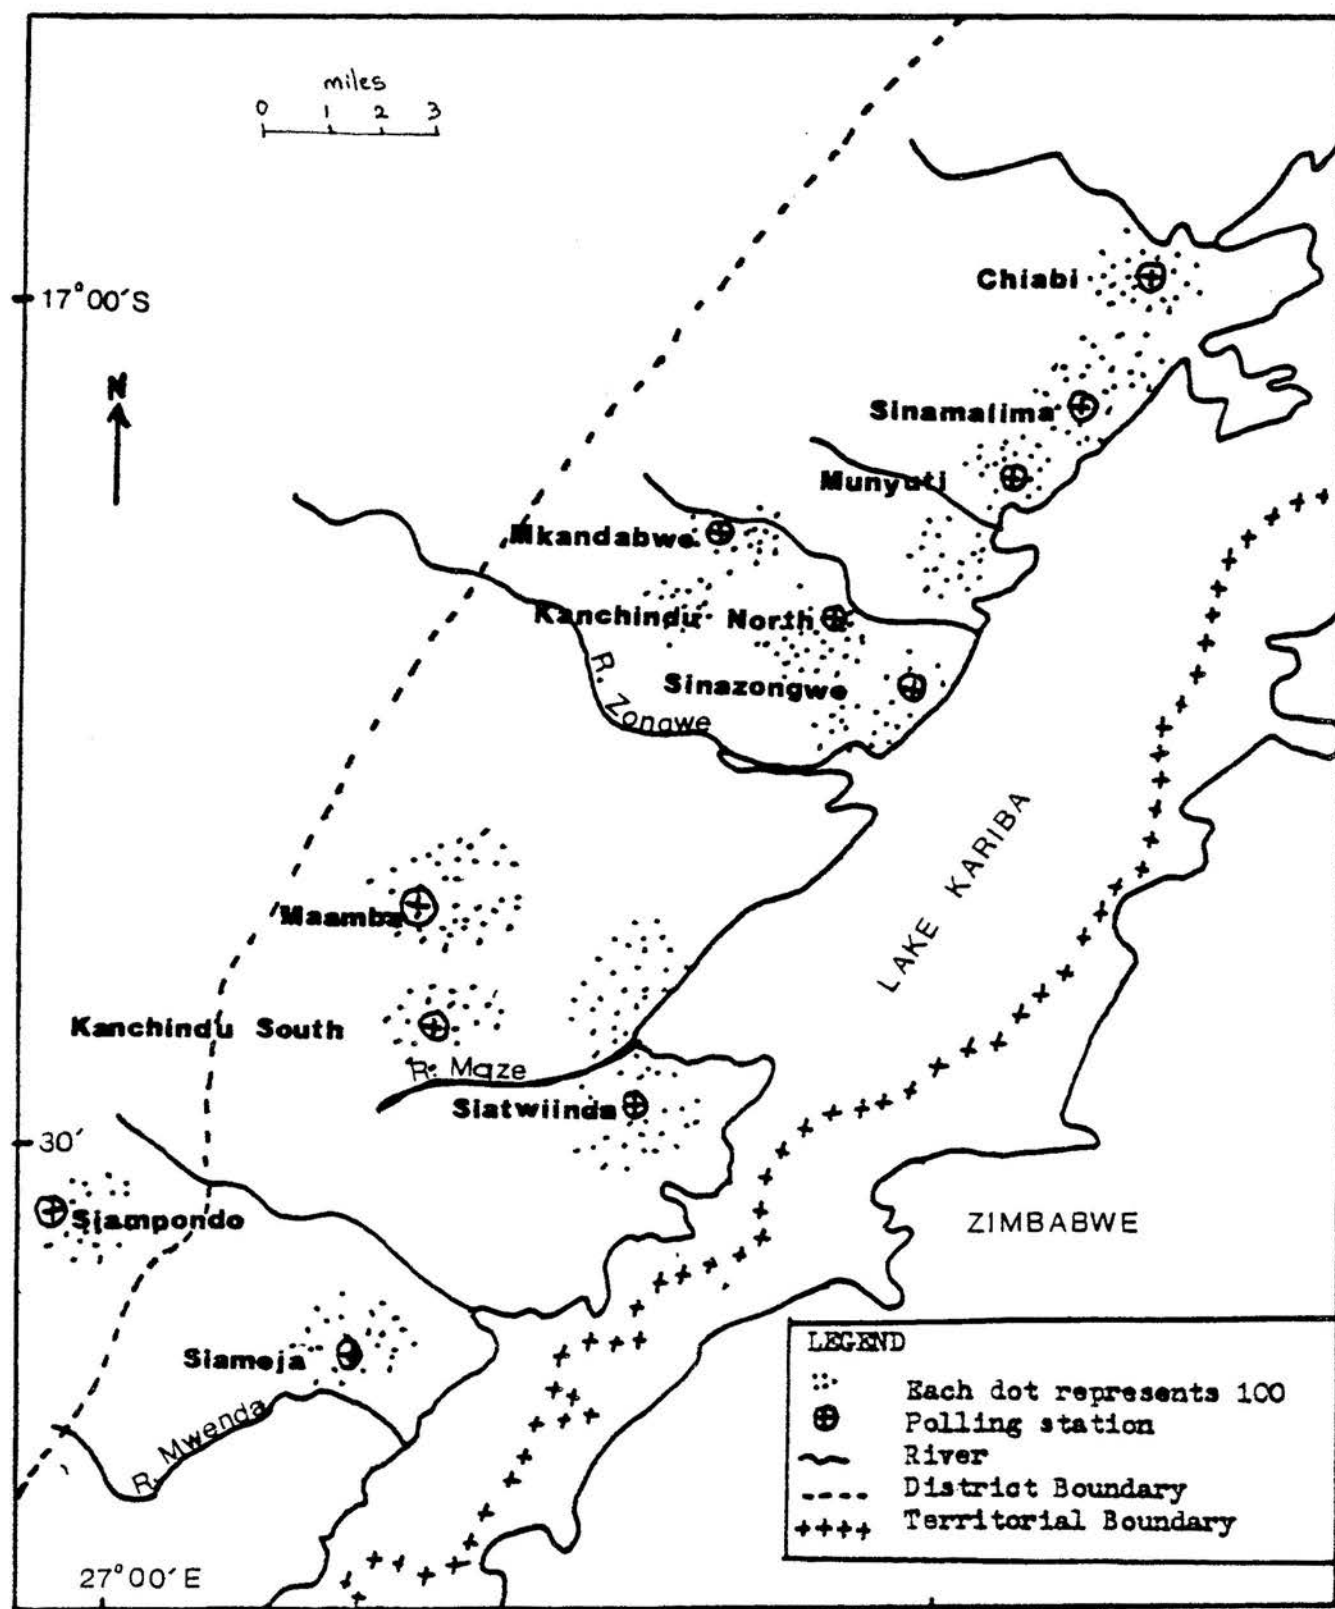 miles
0 1 2 3
Chiabi
17°00'S
N
Sinamalima
Munyuti
Mkandabwe
Kanchindu North
R. Zongwe
Sinazongwe
LAKE KARIBA
Maamba
Kanchindu South
R. Maze
Siatwiinda
30'
Siampondo
ZIMBABWE
Siameja
R. Mwenda
LEGEND
Each dot represents 100
Polling station
River
District Boundary
Territorial Boundary
27°00'E